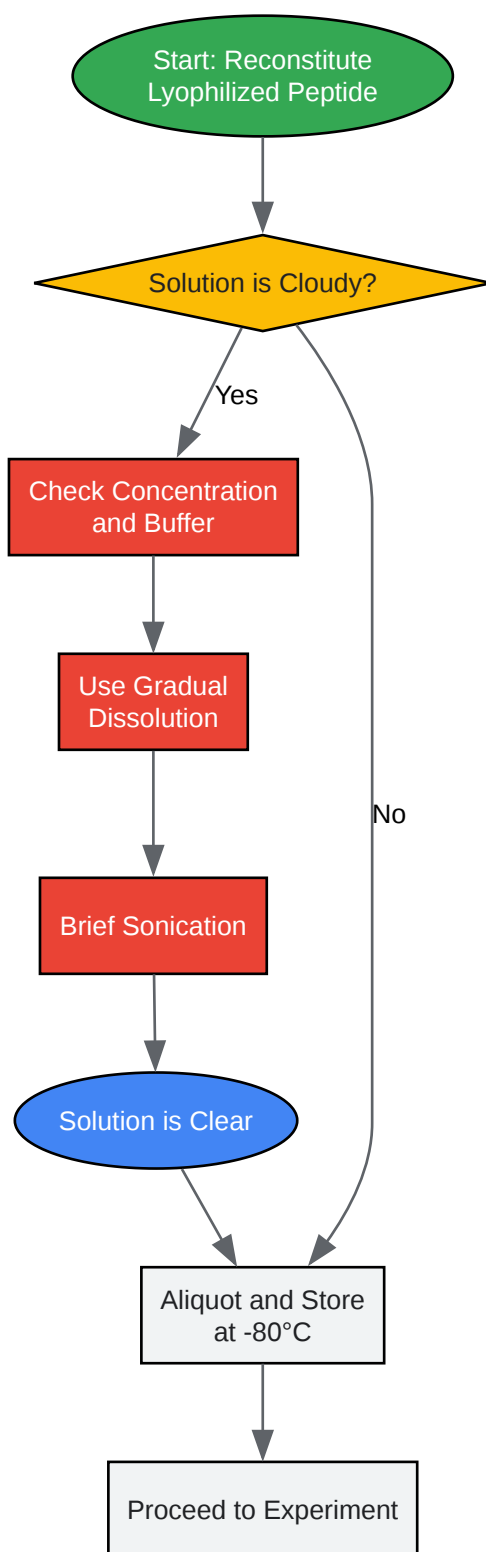 Start: Reconstitute
Lyophilized Peptide
Solution is Cloudy?
Yes
Check Concentration
and Buffer
Use Gradual
Dissolution
No
Brief Sonication
Solution is Clear
Aliquot and Store
at -80°C
Proceed to Experiment